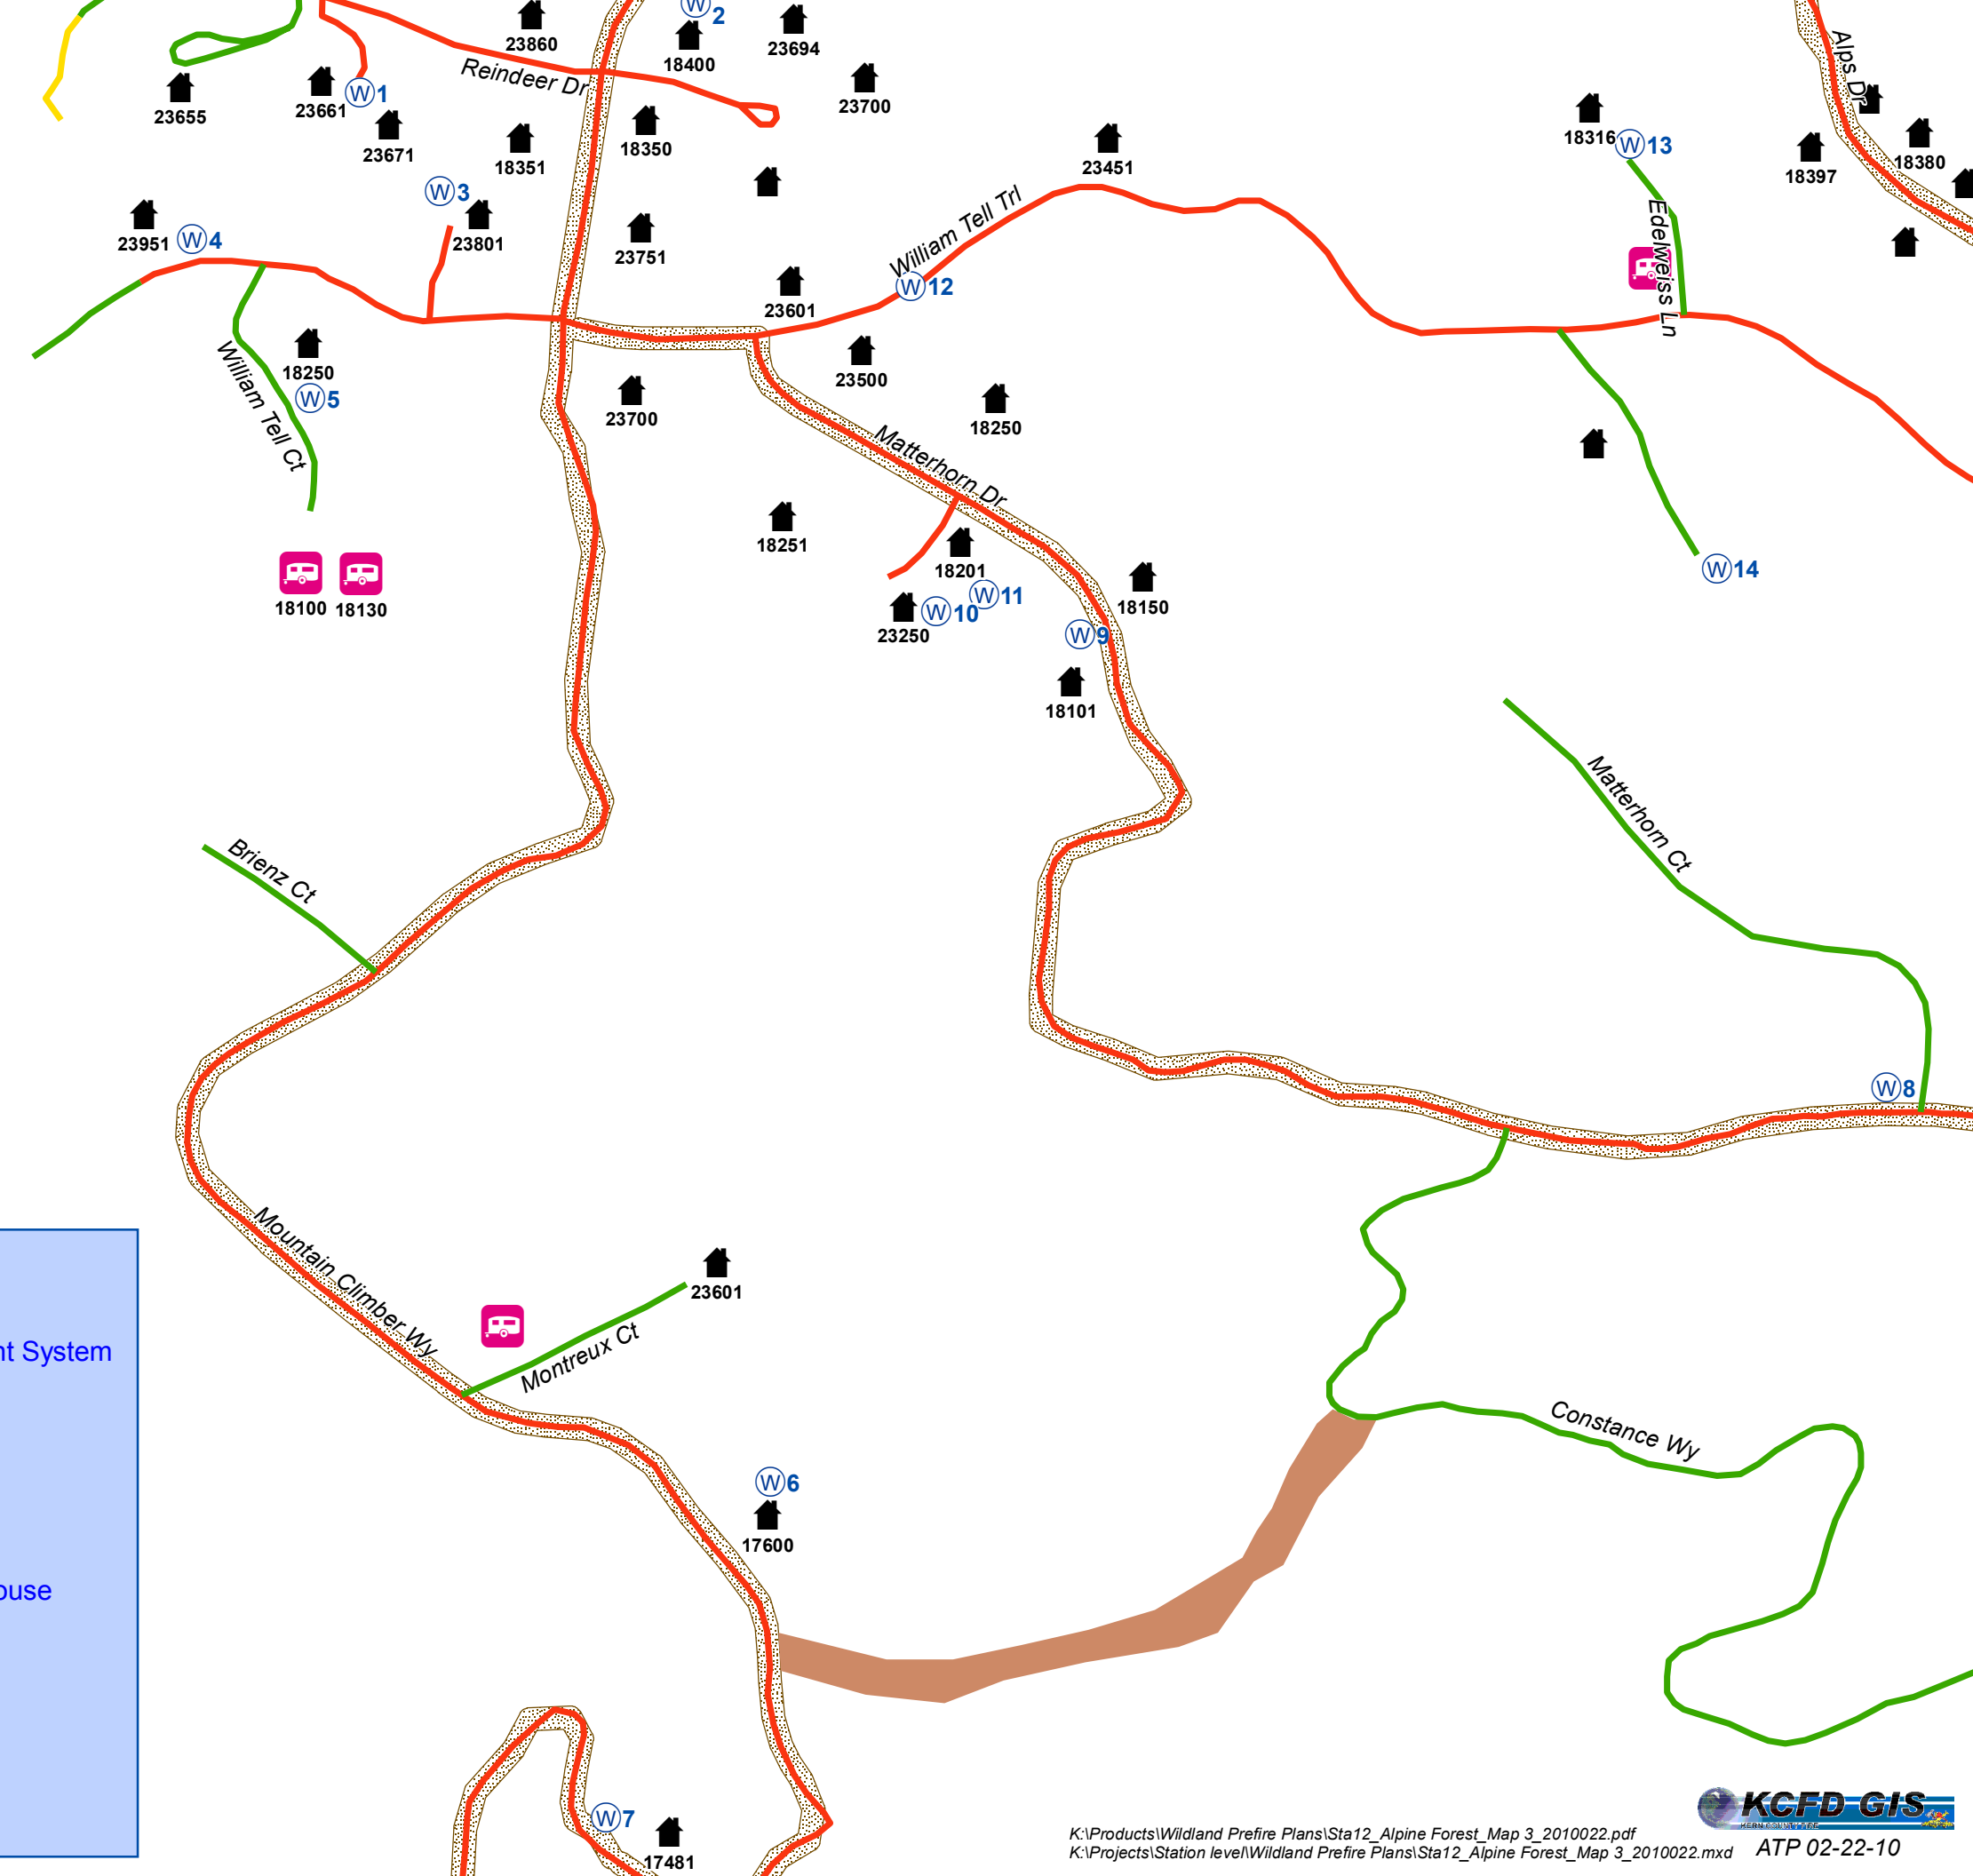 W 2
23860
18400
23694
Reindeer Dr
Alps Dr
23655
23661
W 1
23700
23671
18351
18350
23451
18316
W 13
18397
18380
W 3
23951
W 4
23801
23751
William Tell Trl
Edelweiss Ln
23601
W 12
18250
W 5
William Tell Ct
23700
23500
18250
Matterhorn Dr
18251
18201
W 14
18100
18130
23250
W 10
W 11
18150
W 9
18101
Matterhorn Ct
Brienz Ct
W 8
Mountain Climber Wy
23601
Montreux Ct
nt System
Constance Wy
W 6
17600
ouse
W 7
17481
KCFD GIS
KERN COUNTY FIRE
K:\Products\Wildland Prefire Plans\Sta12_Alpine Forest_Map 3_2010022.pdf
K:\Projects\Station level\Wildland Prefire Plans\Sta12_Alpine Forest_Map 3_2010022.mxd
ATP 02-22-10